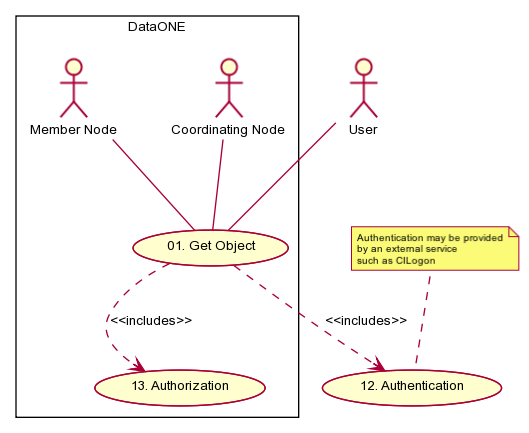 DataONE
Member Node
Coordinating Node
User
01. Get Object
Authentication may be provided
by an external service
such as CILogon
<<includes>>
<<includes>>
13. Authorization
12. Authentication